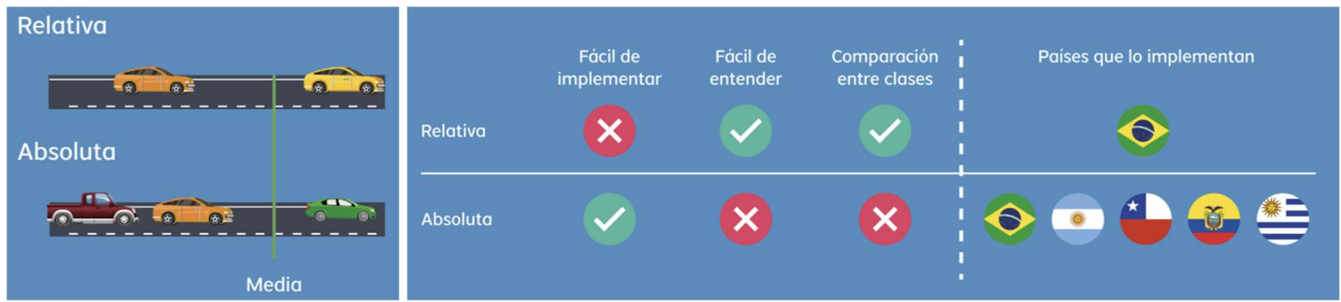 Relativa
Absoluta
Media
Fácil de
implementar
Fácil de
entender
Comparación
entre clases
Países que lo implementan
Relativa
Absoluta